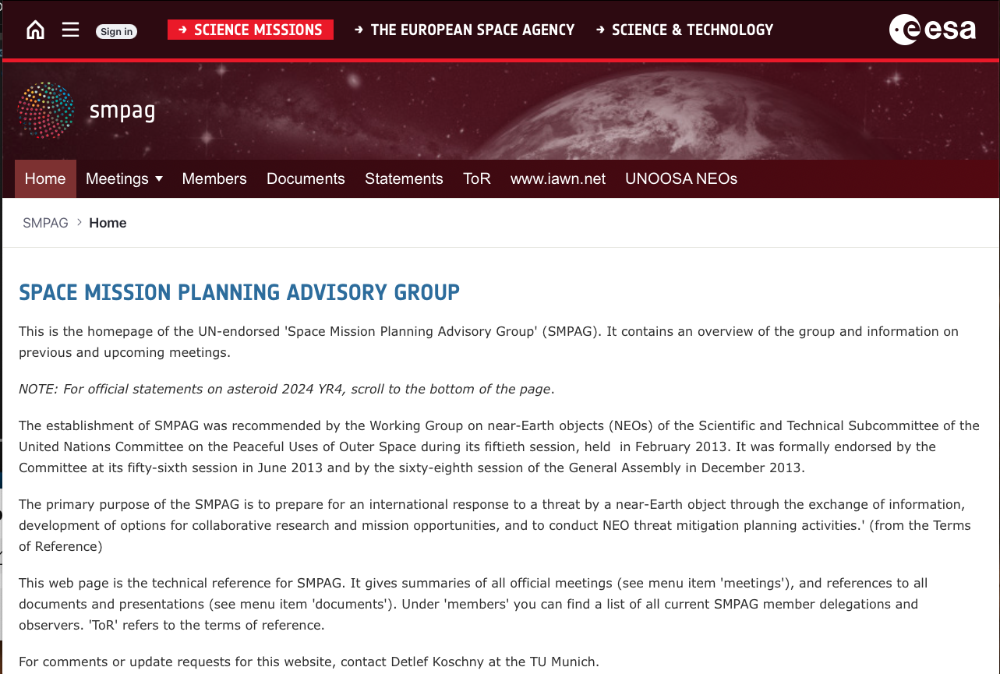 Sign in
→ SCIENCE MISSIONS
→ THE EUROPEAN SPACE AGENCY
→ SCIENCE & TECHNOLOGY
esa
smpag
Home
Meetings ▼
Members
Documents
Statements
ToR
www.iawn.net
UNOOSA NEOs
SMPAG > Home
SPACE MISSION PLANNING ADVISORY GROUP
This is the homepage of the UN-endorsed 'Space Mission Planning Advisory Group' (SMPAG). It contains an overview of the group and information on
previous and upcoming meetings.
NOTE: For official statements on asteroid 2024 YR4, scroll to the bottom of the page.
The establishment of SMPAG was recommended by the Working Group on near-Earth objects (NEOs) of the Scientific and Technical Subcommittee of the
United Nations Committee on the Peaceful Uses of Outer Space during its fiftieth session, held  in February 2013. It was formally endorsed by the
Committee at its fifty-sixth session in June 2013 and by the sixty-eighth session of the General Assembly in December 2013.
The primary purpose of the SMPAG is to prepare for an international response to a threat by a near-Earth object through the exchange of information,
development of options for collaborative research and mission opportunities, and to conduct NEO threat mitigation planning activities.' (from the Terms
of Reference)
This web page is the technical reference for SMPAG. It gives summaries of all official meetings (see menu item 'meetings'), and references to all
documents and presentations (see menu item 'documents'). Under 'members' you can find a list of all current SMPAG member delegations and
observers. 'ToR' refers to the terms of reference.
For comments or update requests for this website, contact Detlef Koschny at the TU Munich.